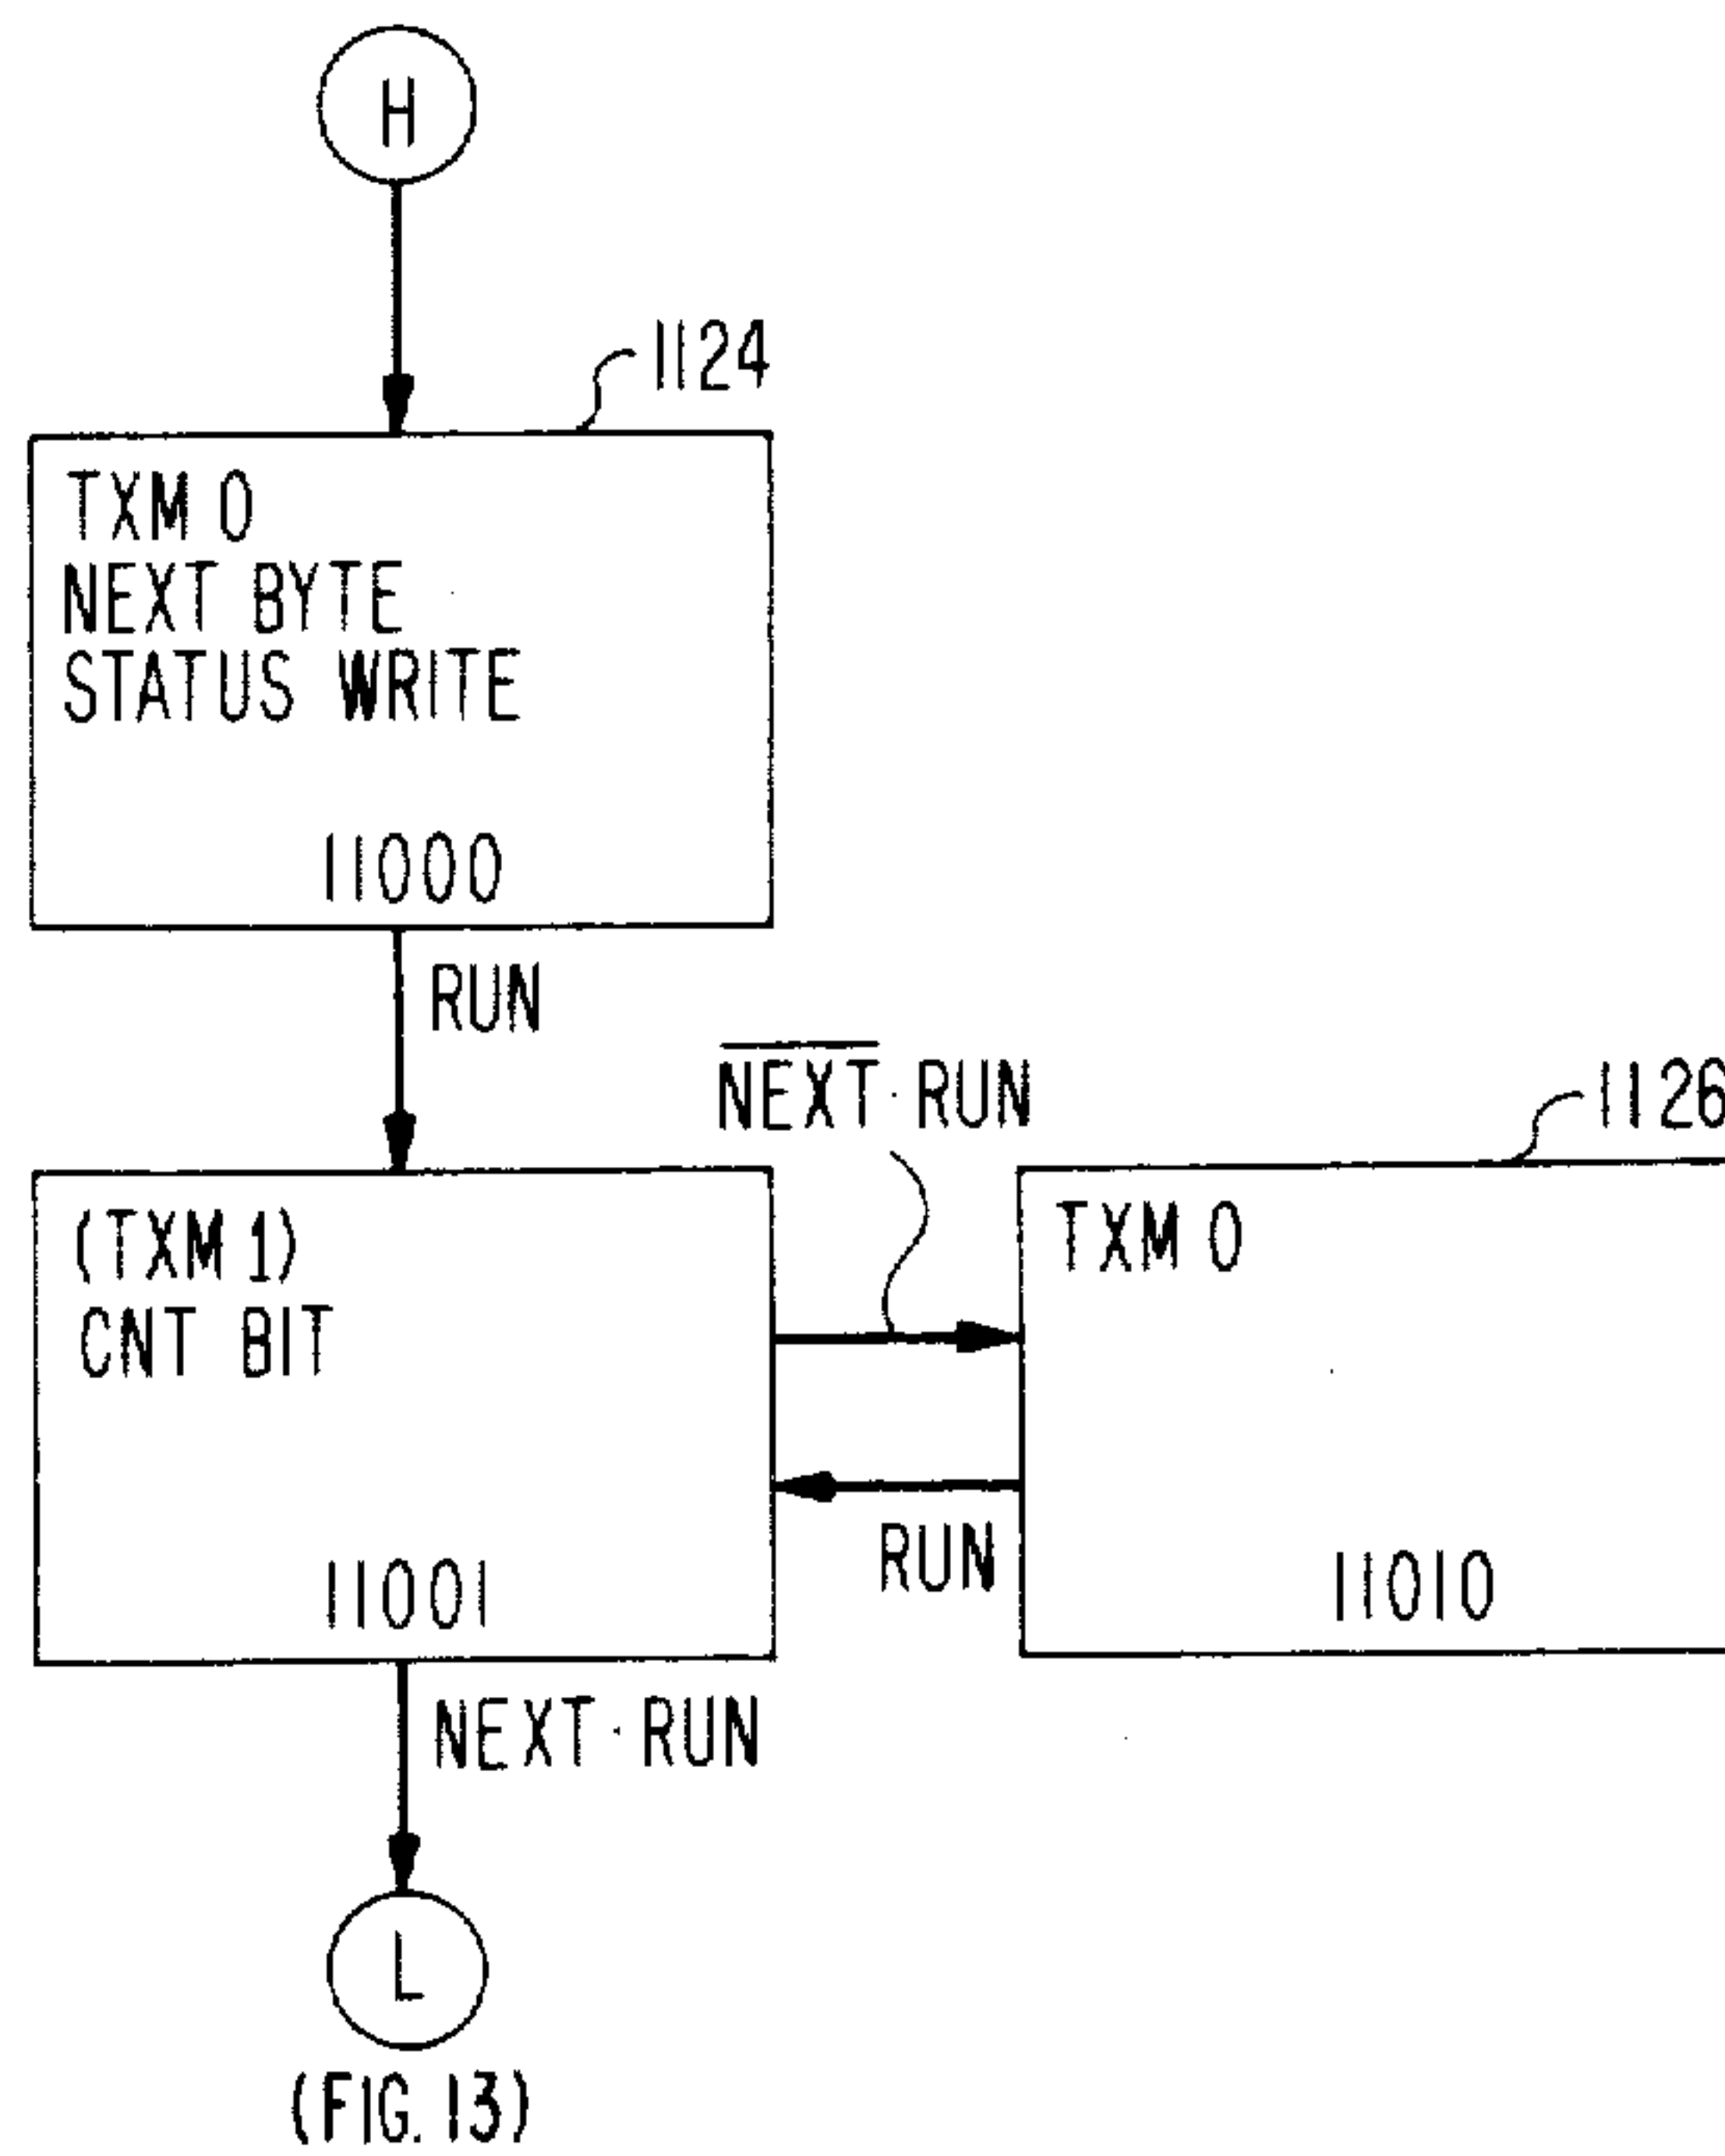 H
1124
TXM 0
NEXT BYTE
STATUS WRITE
11000
RUN
N̅E̅X̅T̅·RUN
1126
(TXM 1)
CNT BIT
11001
TXM 0
11010
RUN
NEXT·RUN
L
(FIG. 13)